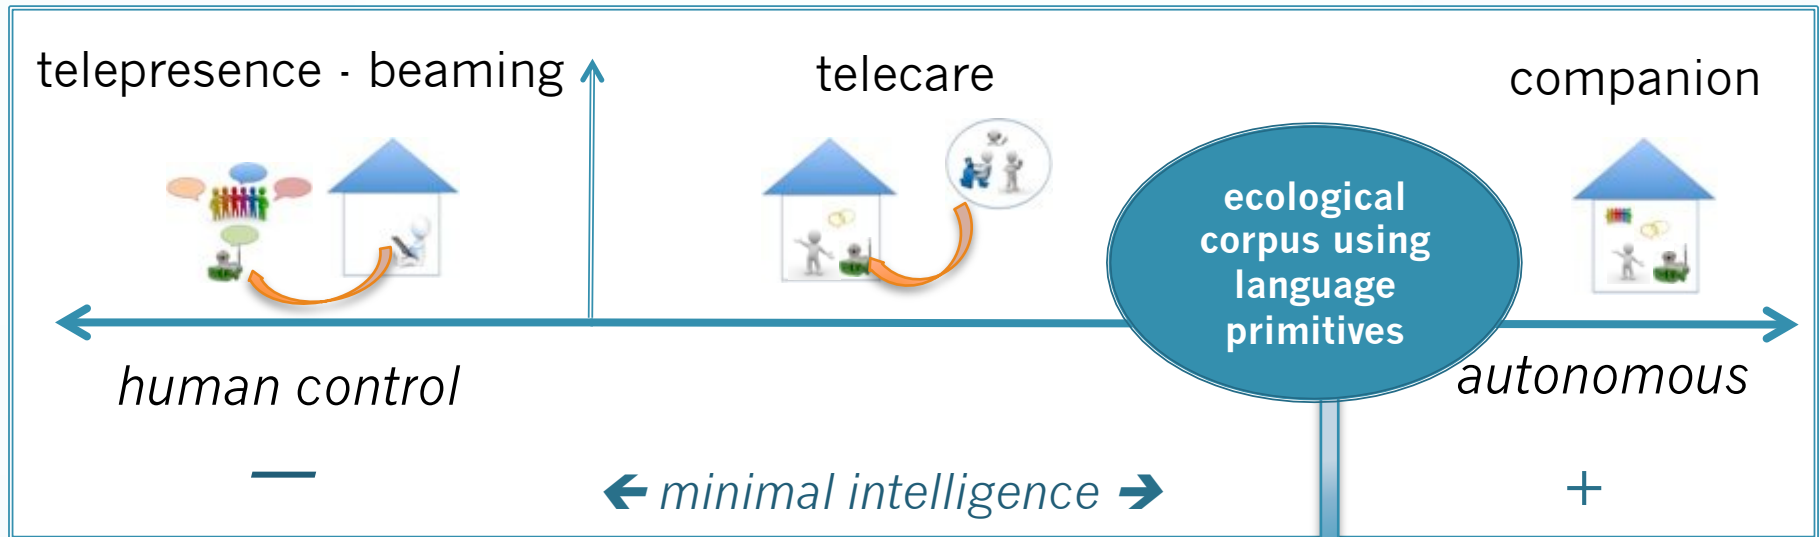 telepresence - beaming
telecare
companion
ecological
corpus using
language
primitives
human control
autonomous
— 🡸 minimal intelligence 🡺 +